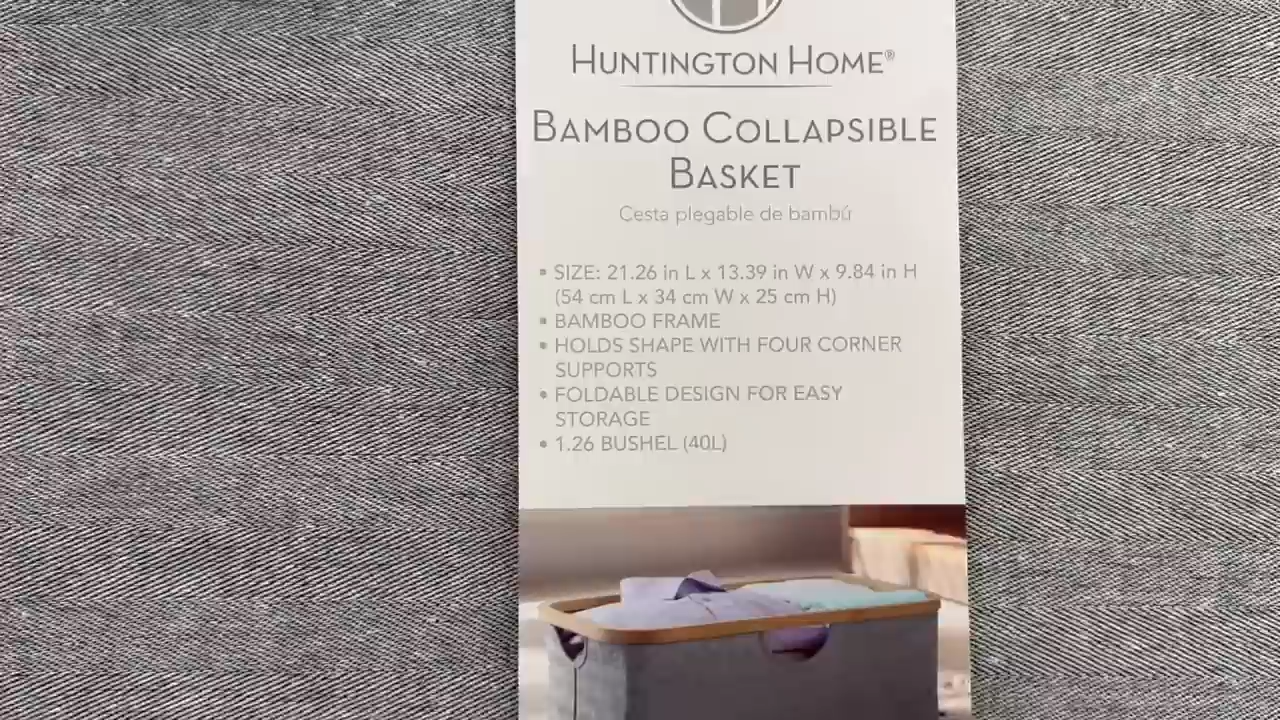 HUNTINGTON HOME®
BAMBOO COLLAPSIBLE
BASKET
Cesta plegable de bambú
• SIZE: 21.26 in L x 13.39 in W x 9.84 in H
(54 cm L x 34 cm W x 25 cm H)
• BAMBOO FRAME
• HOLDS SHAPE WITH FOUR CORNER
SUPPORTS
• FOLDABLE DESIGN FOR EASY
STORAGE
• 1.26 BUSHEL (40L)